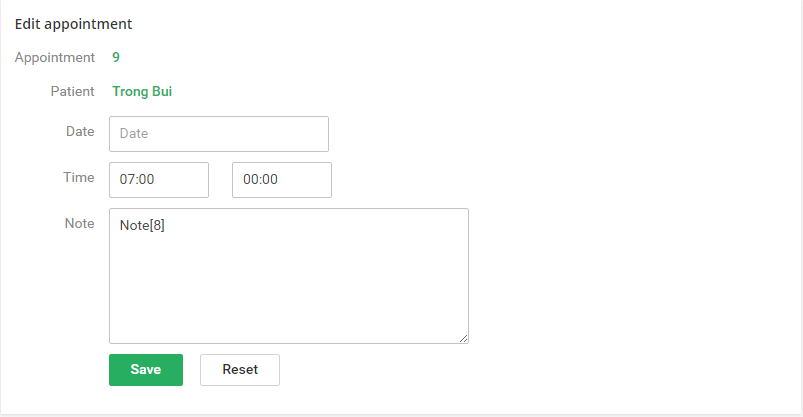 Edit appointment
Appointment 9
Patient Trong Bui
Date Date
Time 07:00 00:00
Note Note[8]
Save Reset